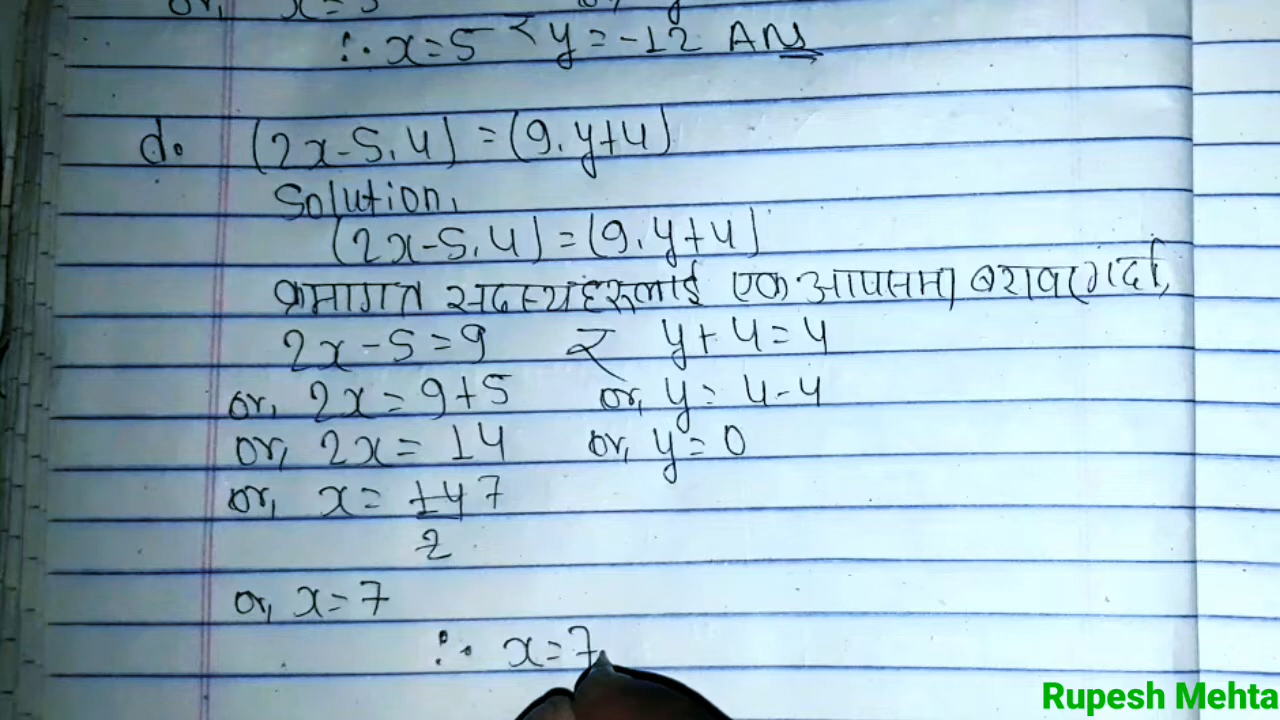 or, x=5
∴ x=5 र y=-12 Ans
d. (2x-5, 4) = (9, y+4)
Solution,
(2x-5, 4) = (9, y+4)
क्रमागत सदस्यहरूलाई एक आपसमा बराबर गर्दा,
2x-5=9 र y+4=4
or, 2x=9+5 or, y=4-4
or, 2x=14 or, y=0
or, x=14 7
2
or, x=7
∴ x=7
Rupesh Mehta